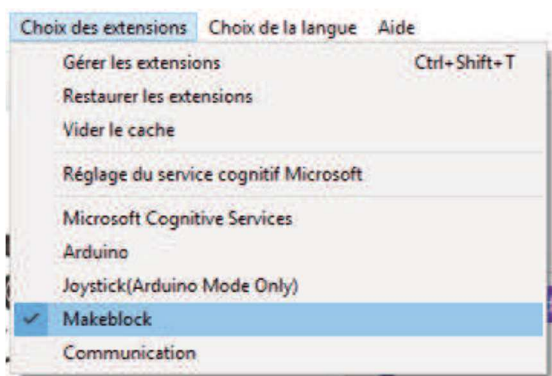 Choix des extensions Choix de la langue Aide
Gérer les extensions Ctrl+Shift+T
Restaurer les extensions
Vider le cache
Réglage du service cognitif Microsoft
Microsoft Cognitive Services
Arduino
Joystick(Arduino Mode Only)
Makeblock
Communication